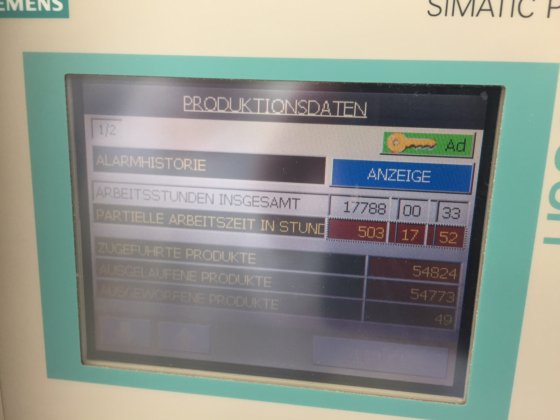 SIEMENS
SIMATIC P
PRODUKTIONSDATEN
1/2
Ad
ALARMHISTORIE
ANZEIGE
ARBEITSSTUNDEN INSGESAMT 17788 00 33
PARTIELLE ARBEITSZEIT IN STUND 503 17 52
ZUGEFÜHRTE PRODUKTE 54824
AUSGELAUFENE PRODUKTE 54773
AUSGEWORFENE PRODUKTE 49